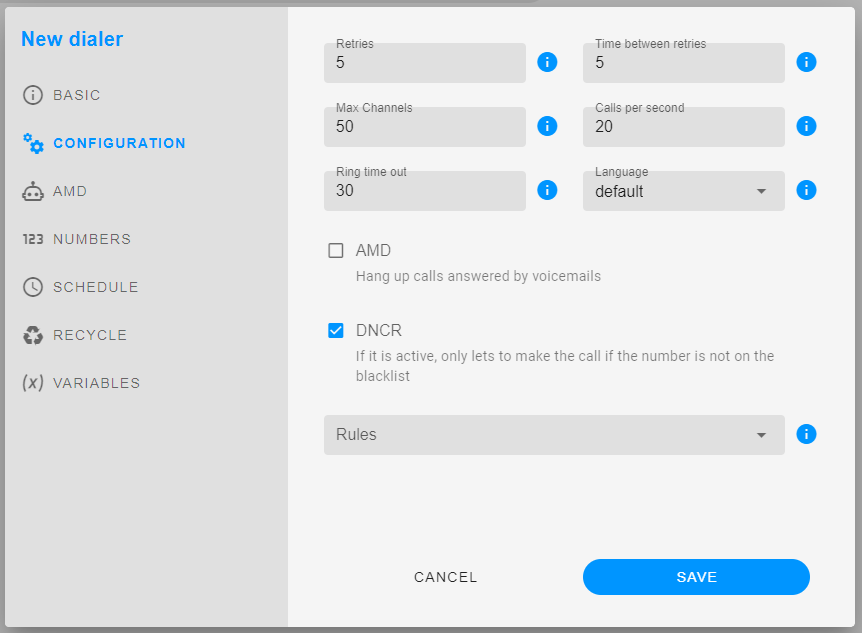 New dialer
BASIC
CONFIGURATION
AMD
123 NUMBERS
SCHEDULE
RECYCLE
(x) VARIABLES
Retries
5
Time between retries
5
Max Channels
50
Calls per second
20
Ring time out
30
Language
default
AMD
Hang up calls answered by voicemails
DNCR
If it is active, only lets to make the call if the number is not on the
blacklist
Rules
CANCEL
SAVE